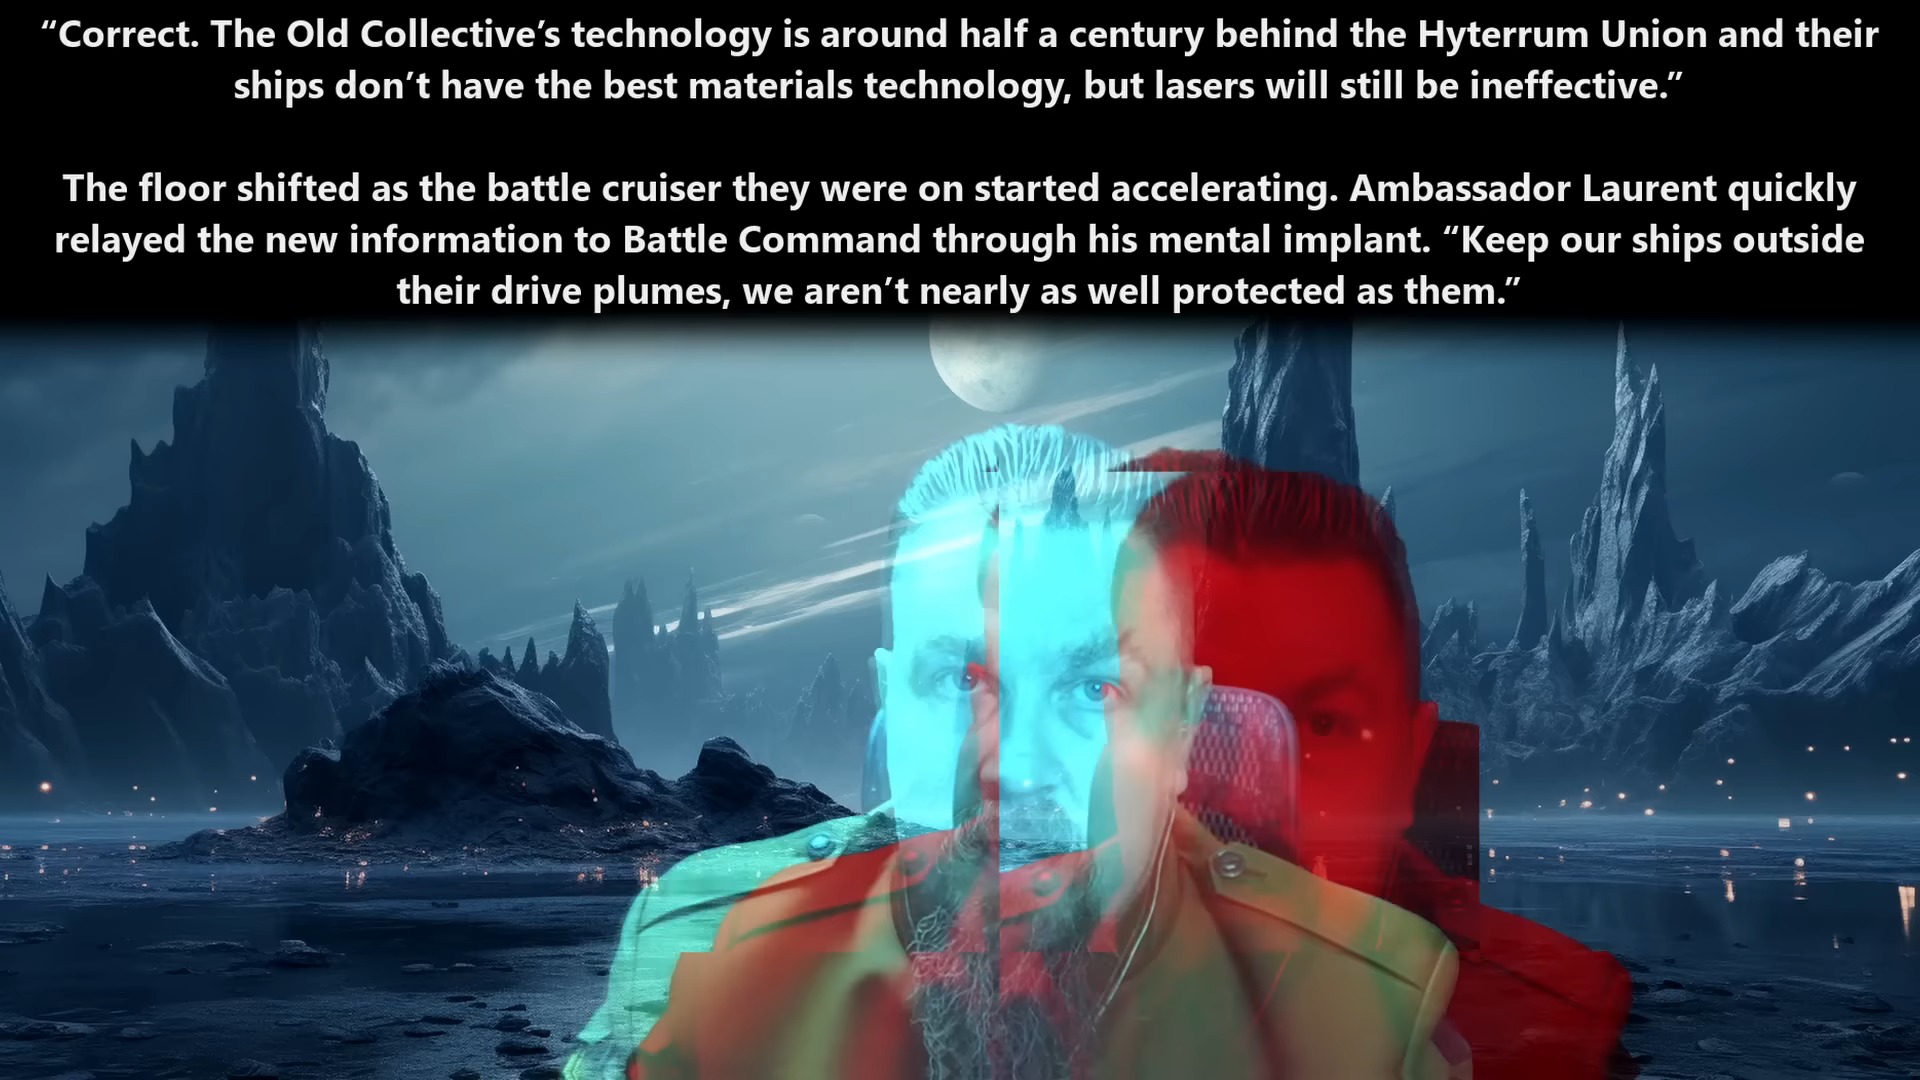 “Correct. The Old Collective’s technology is around half a century behind the Hyterrum Union and their
ships don’t have the best materials technology, but lasers will still be ineffective.”
The floor shifted as the battle cruiser they were on started accelerating. Ambassador Laurent quickly
relayed the new information to Battle Command through his mental implant. “Keep our ships outside
their drive plumes, we aren’t nearly as well protected as them.”